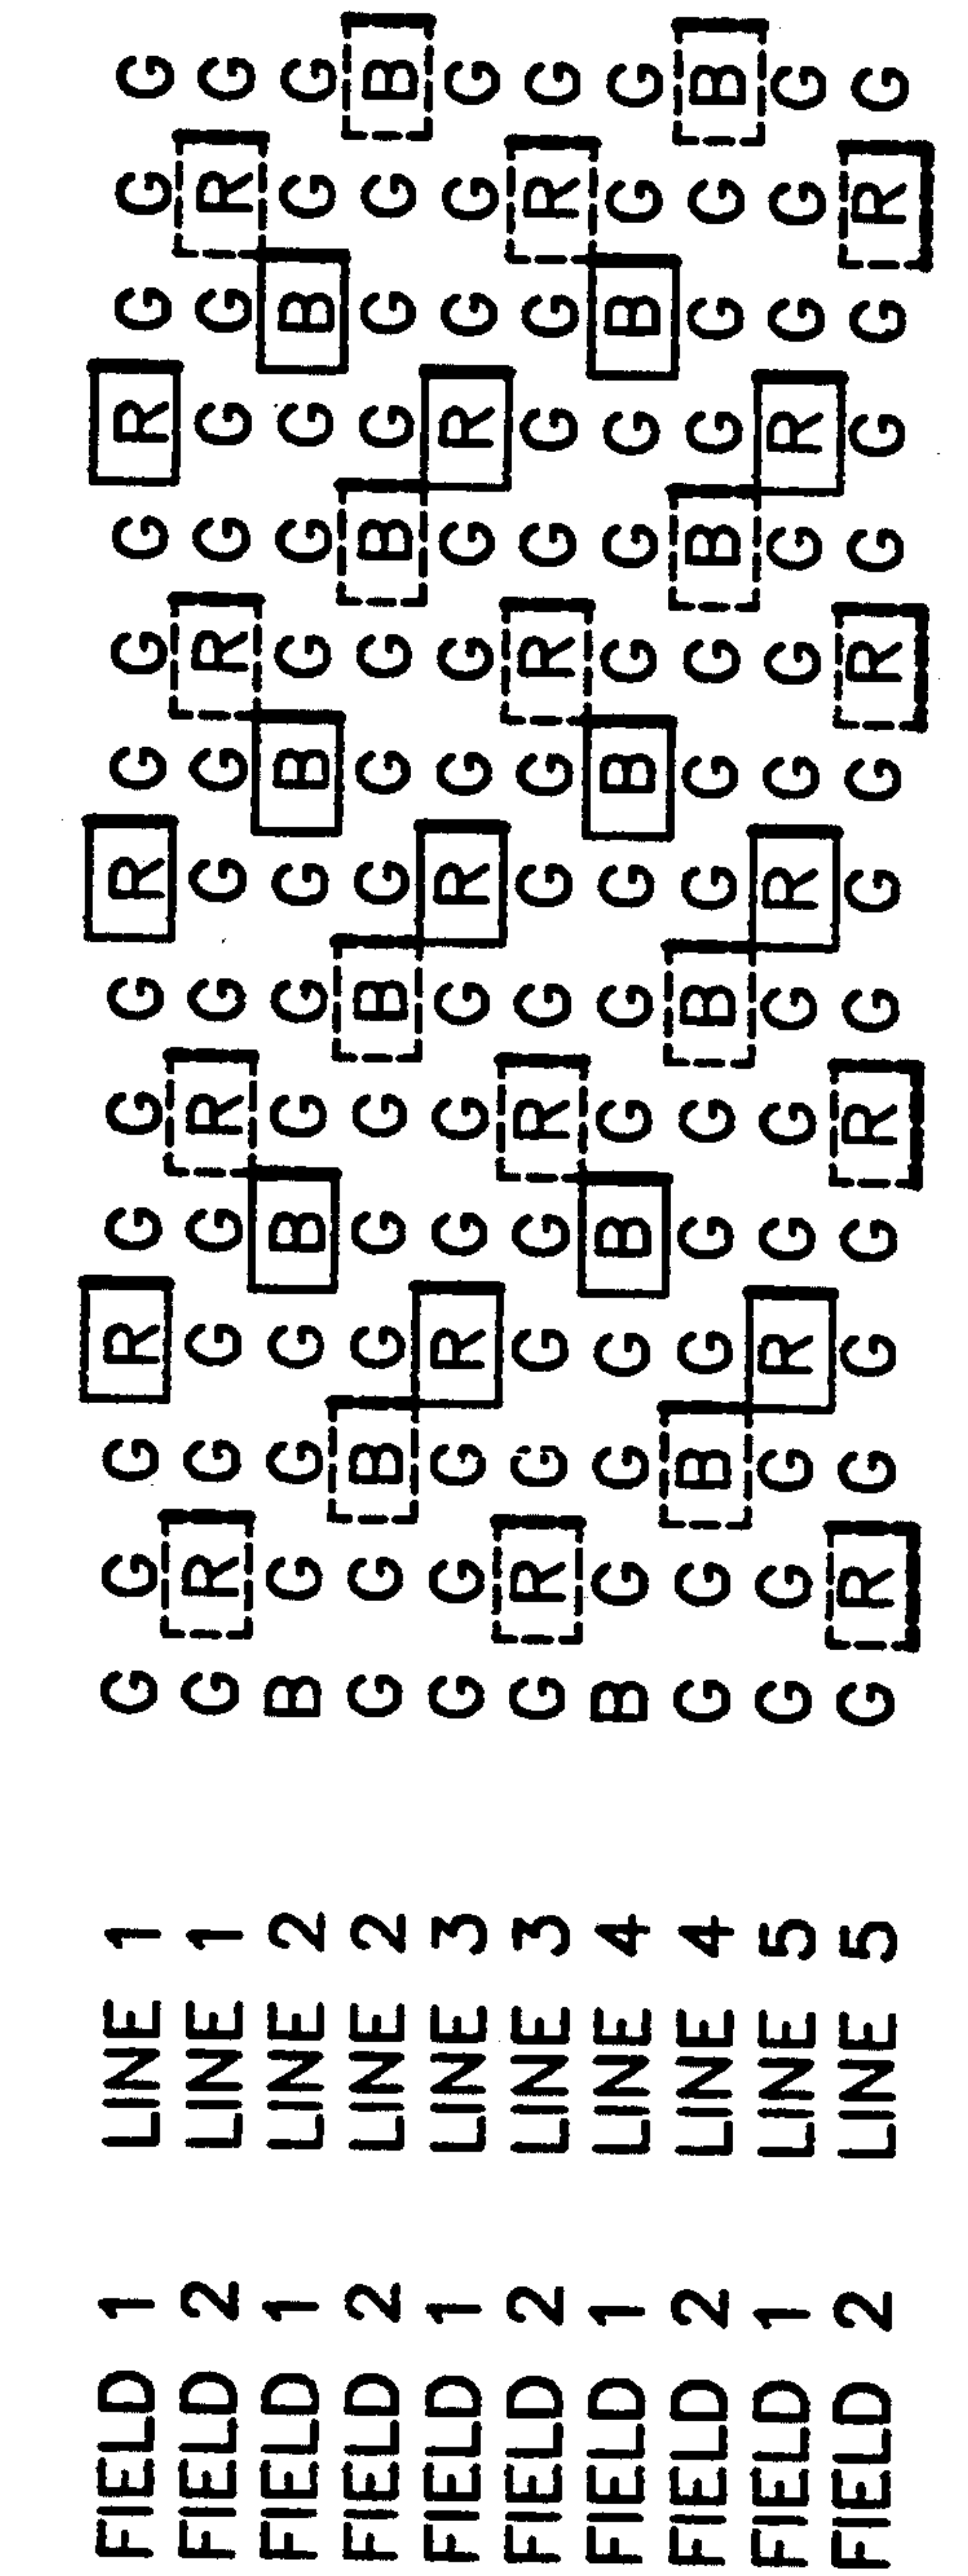 FIELD 1 LINE 1 G G G R G G G R G G G R G G G
FIELD 2 LINE 1 G R G G G R G G G R G G G R G
FIELD 1 LINE 2 B G G G B G G G B G G G B G G
FIELD 2 LINE 2 G G B G G G B G G G B G G G B
FIELD 1 LINE 3 G G G R G G G R G G G R G G G
FIELD 2 LINE 3 G R G G G R G G G R G G G R G
FIELD 1 LINE 4 B G G G B G G G B G G G B G G
FIELD 2 LINE 4 G G B G G G B G G G B G G G B
FIELD 1 LINE 5 G G G R G G G R G G G R G G G
FIELD 2 LINE 5 G R G G G R G G G R G G G R G